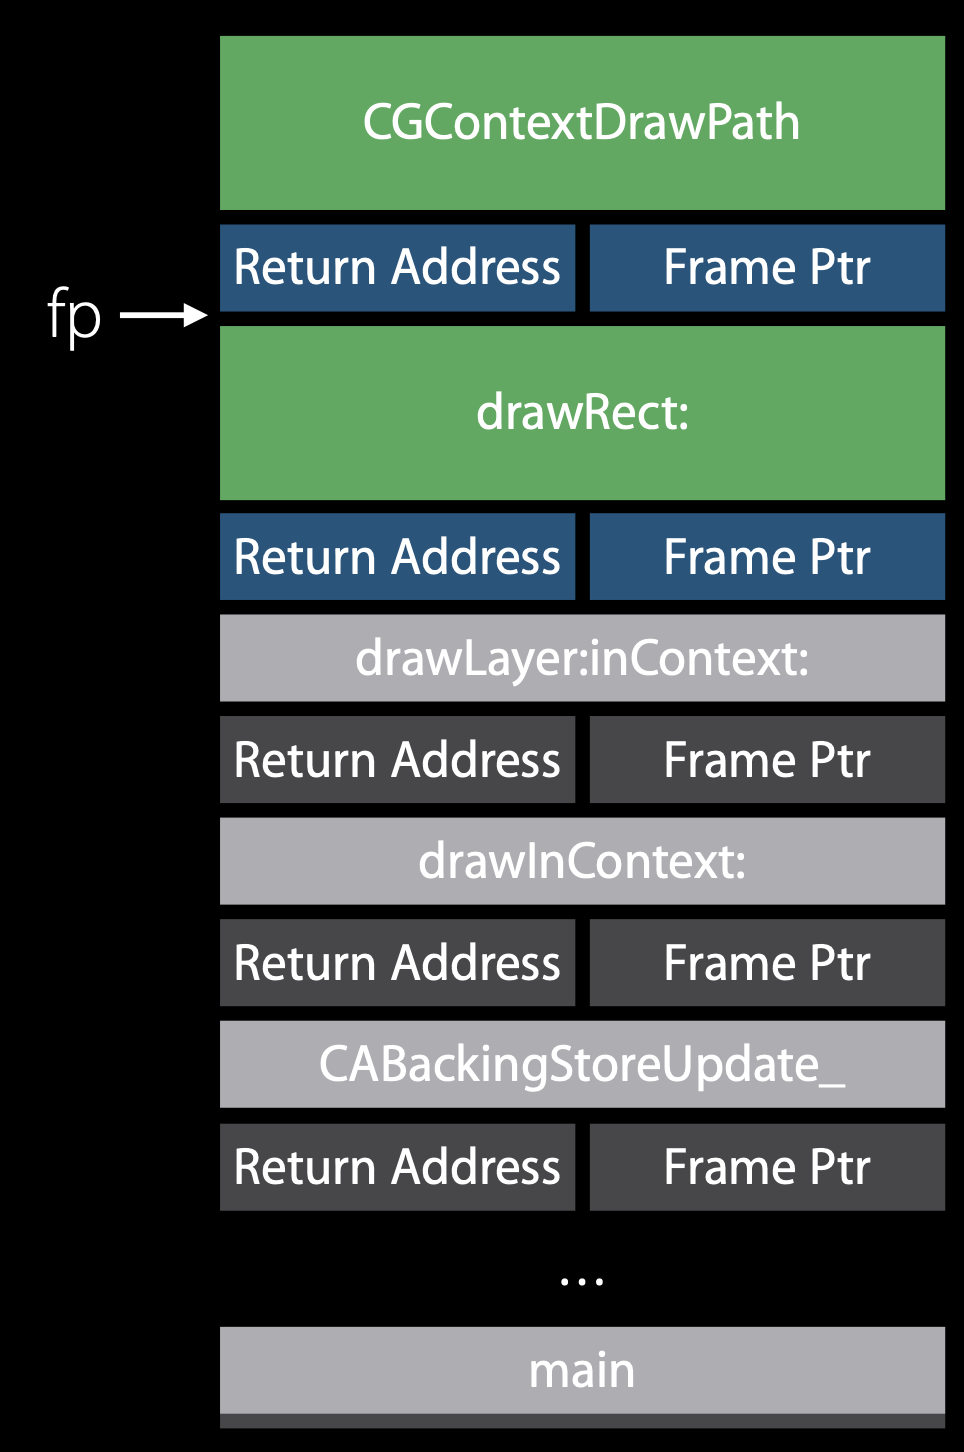 CGContextDrawPath
Return Address Frame Ptr
fp
drawRect:
Return Address Frame Ptr
drawLayer:inContext:
Return Address Frame Ptr
drawInContext:
Return Address Frame Ptr
CABackingStoreUpdate_
Return Address Frame Ptr
...
main